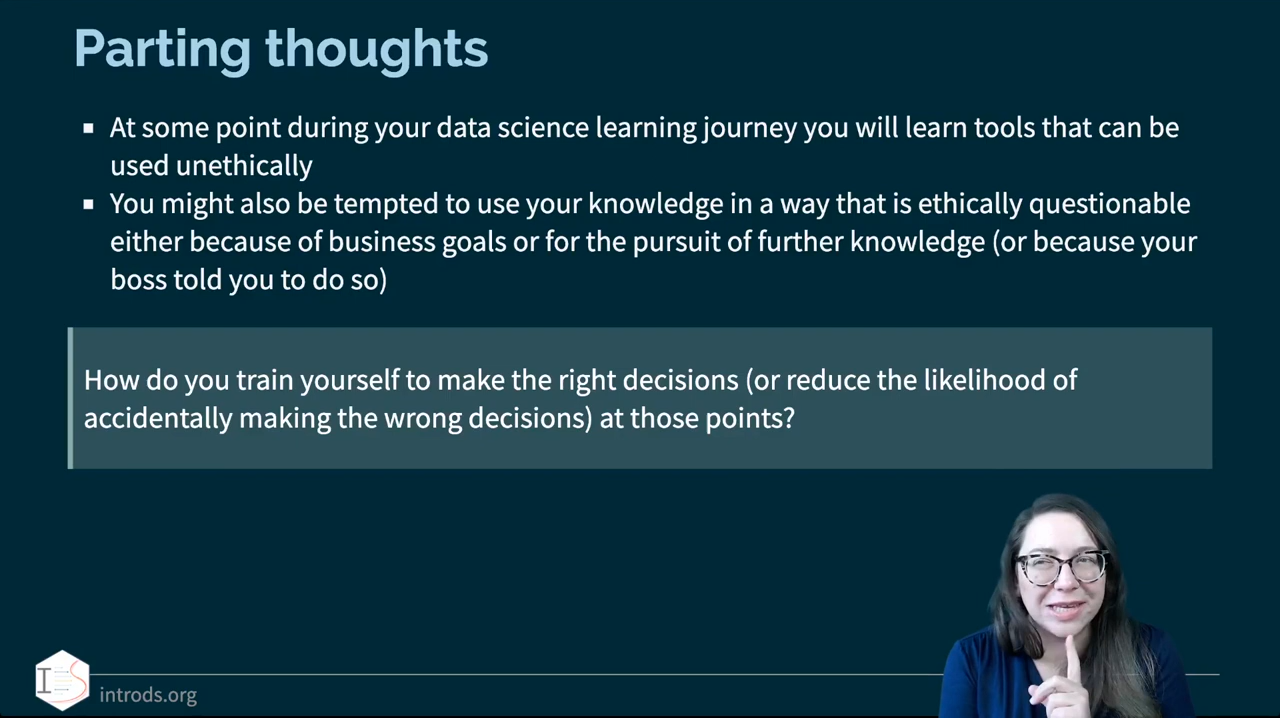 Parting thoughts
At some point during your data science learning journey you will learn tools that can be
used unethically
You might also be tempted to use your knowledge in a way that is ethically questionable
either because of business goals or for the pursuit of further knowledge (or because your
boss told you to do so)
How do you train yourself to make the right decisions (or reduce the likelihood of
accidentally making the wrong decisions) at those points?
IDS
introds.org